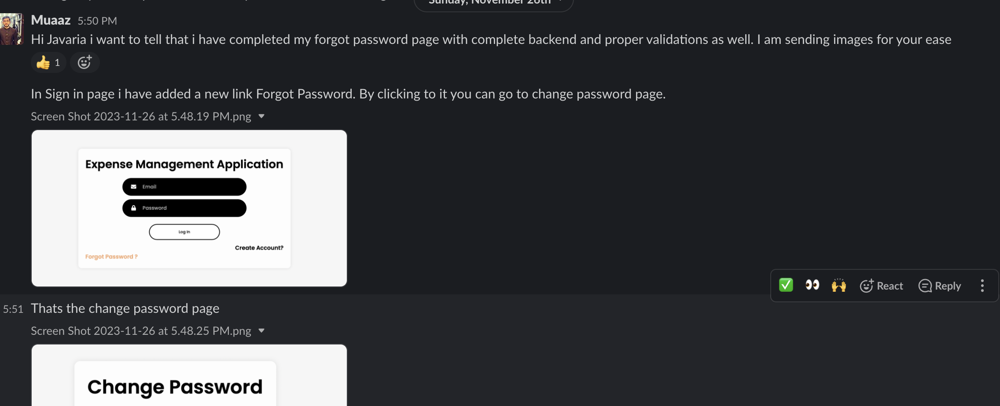 Sunday, November 26th
Muaaz 5:50 PM
Hi Javaria i want to tell that i have completed my forgot password page with complete backend and proper validations as well. I am sending images for your ease
1
In Sign in page i have added a new link Forgot Password. By clicking to it you can go to change password page.
Screen Shot 2023-11-26 at 5.48.19 PM.png
Expense Management Application
Email
Password
Log In
Create Account?
Forgot Password ?
React Reply
5:51 Thats the change password page
Screen Shot 2023-11-26 at 5.48.25 PM.png
Change Password